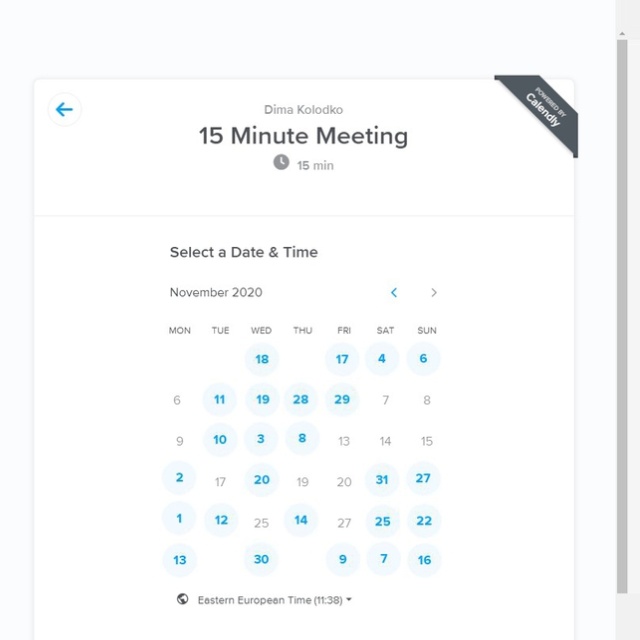 POWERED BY
Calendly
Dima Kolodko
15 Minute Meeting
15 min
Select a Date & Time
November 2020
MON TUE WED THU FRI SAT SUN
18 17 4 6
6 11 19 28 29 7 8
9 10 3 8 13 14 15
2 17 20 19 20 31 27
1 12 25 14 27 25 22
13 30 9 7 16
Eastern European Time (11:38)